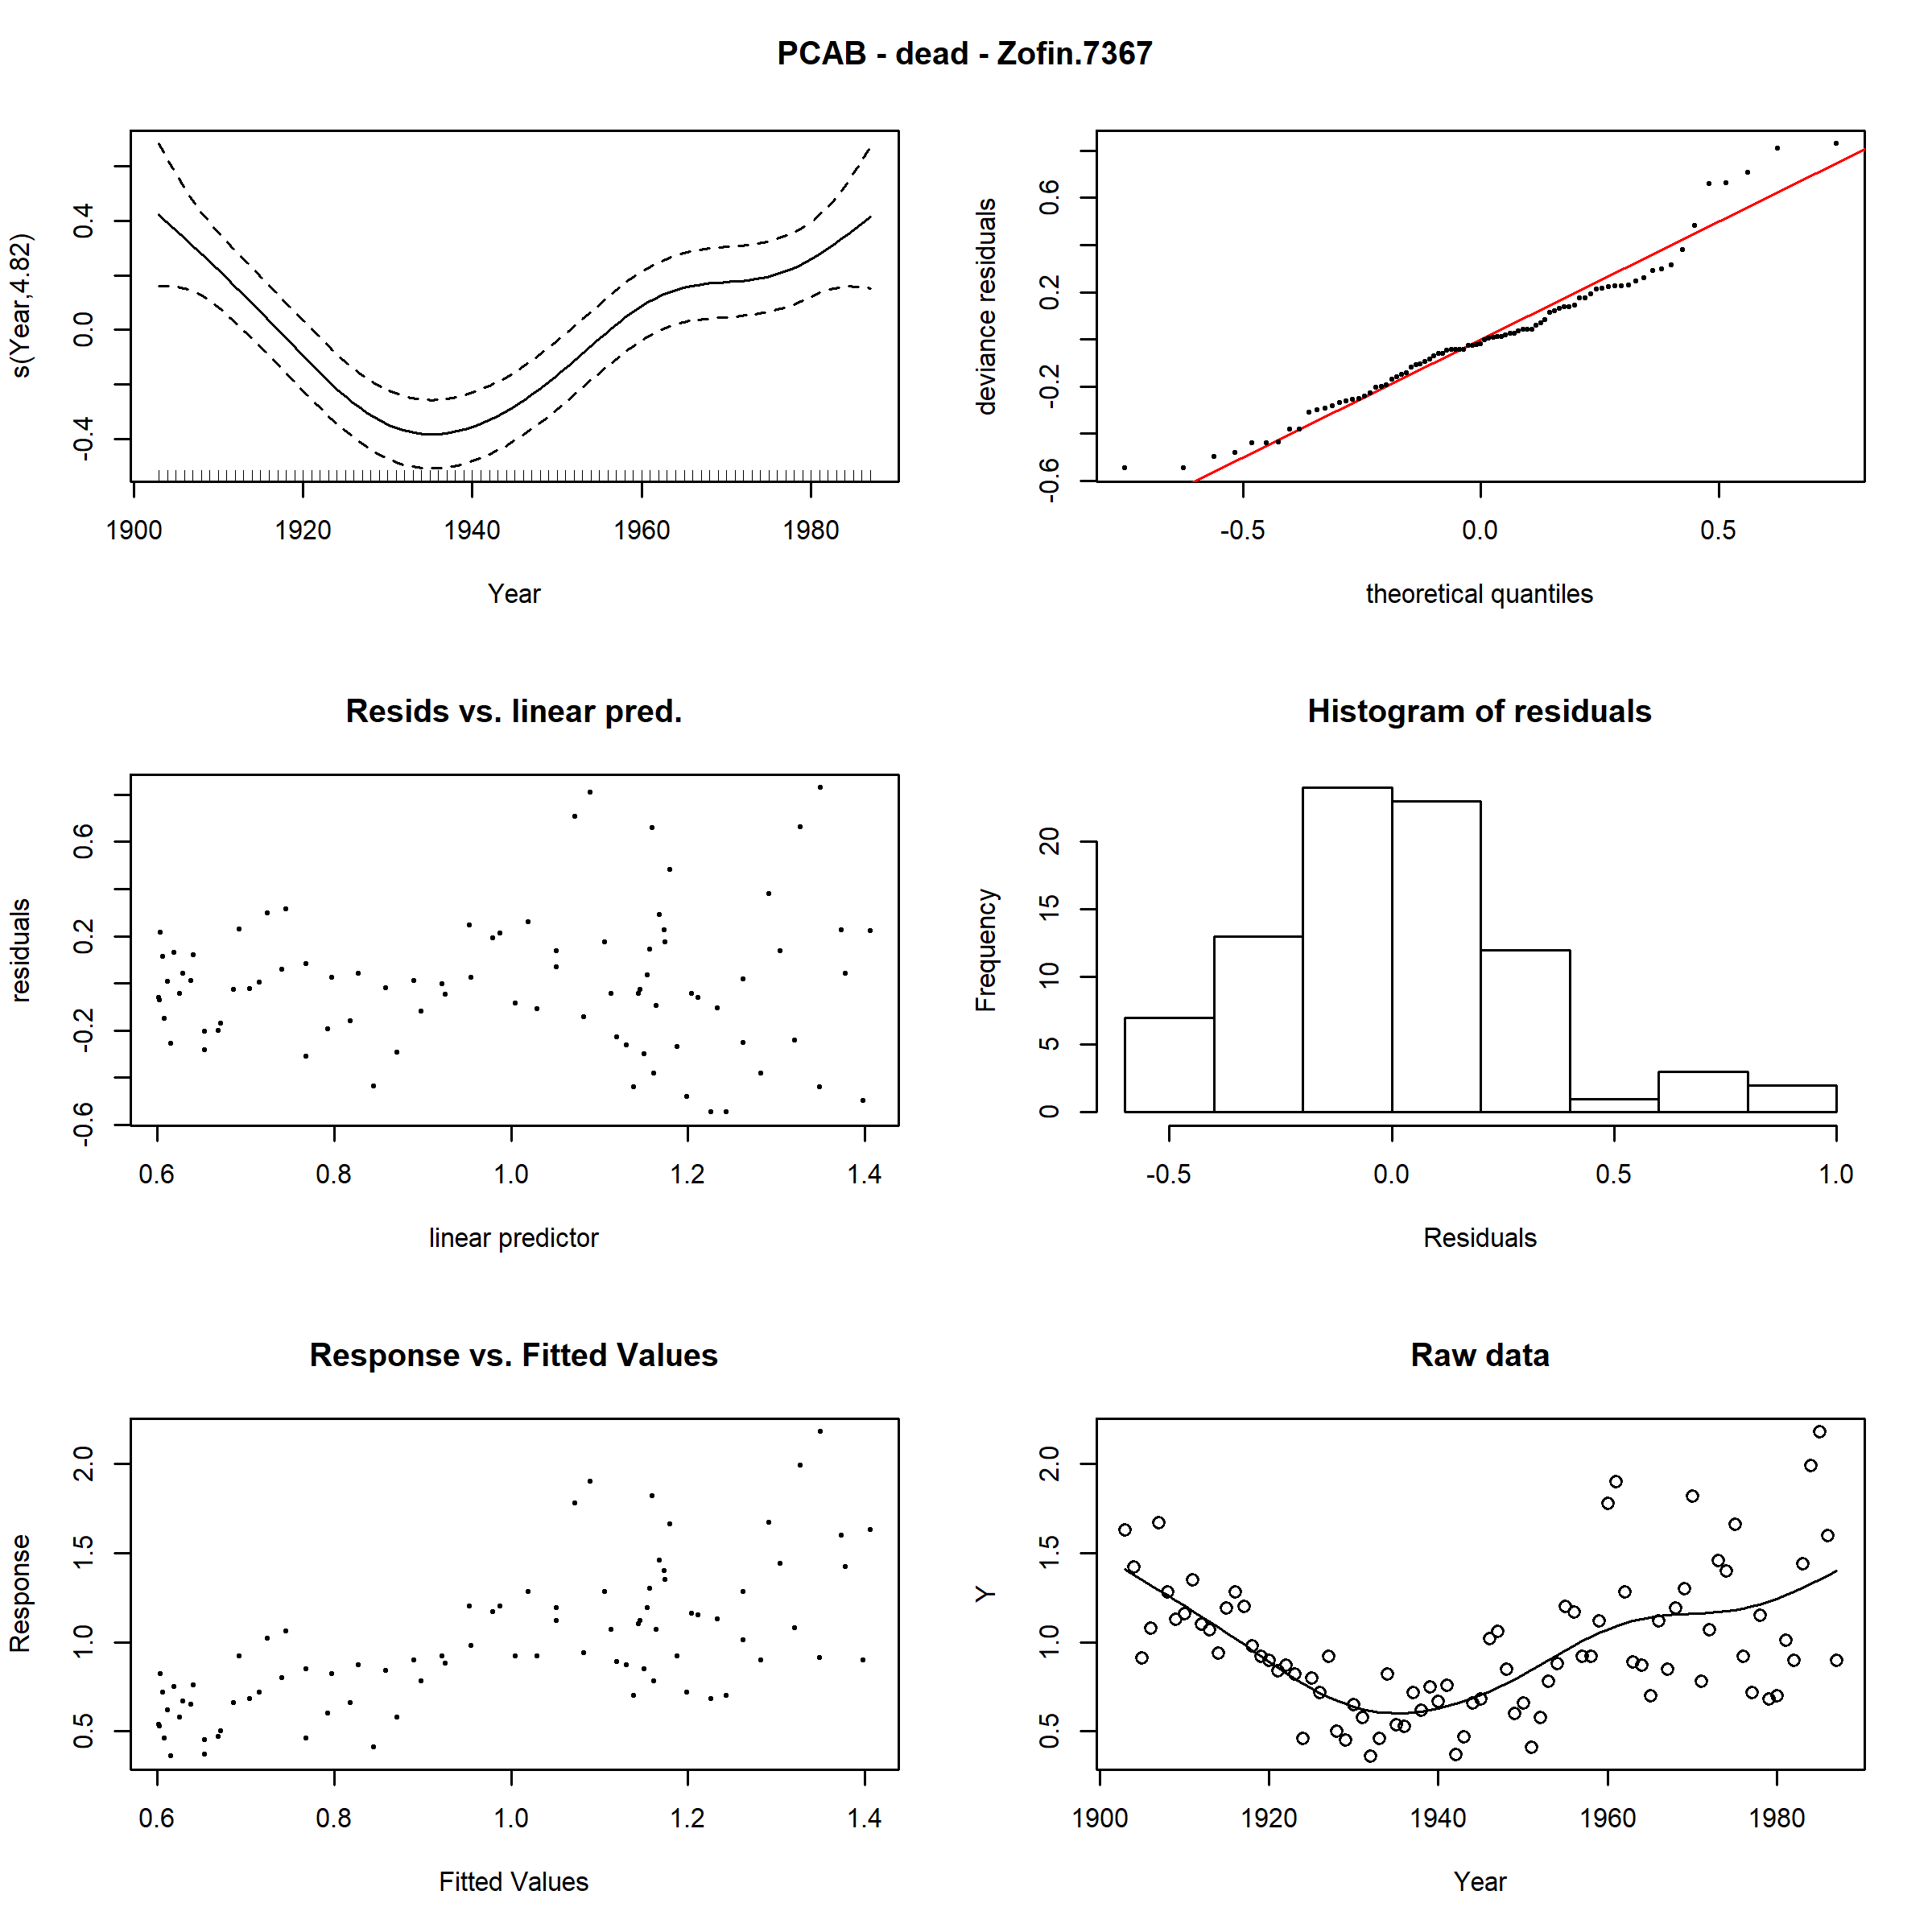 PCAB - dead - Zofin.7367
s(Year,4.82)
-0.4 0.0 0.4
1900 1920 1940 1960 1980
Year
deviance residuals
-0.6 -0.2 0.2 0.6
-0.5 0.0 0.5
theoretical quantiles
Resids vs. linear pred.
residuals
-0.6 -0.2 0.2 0.6
0.6 0.8 1.0 1.2 1.4
linear predictor
Histogram of residuals
Frequency
0 5 10 15 20
-0.5 0.0 0.5 1.0
Residuals
Response vs. Fitted Values
Response
0.5 1.0 1.5 2.0
0.6 0.8 1.0 1.2 1.4
Fitted Values
Raw data
Y
0.5 1.0 1.5 2.0
1900 1920 1940 1960 1980
Year